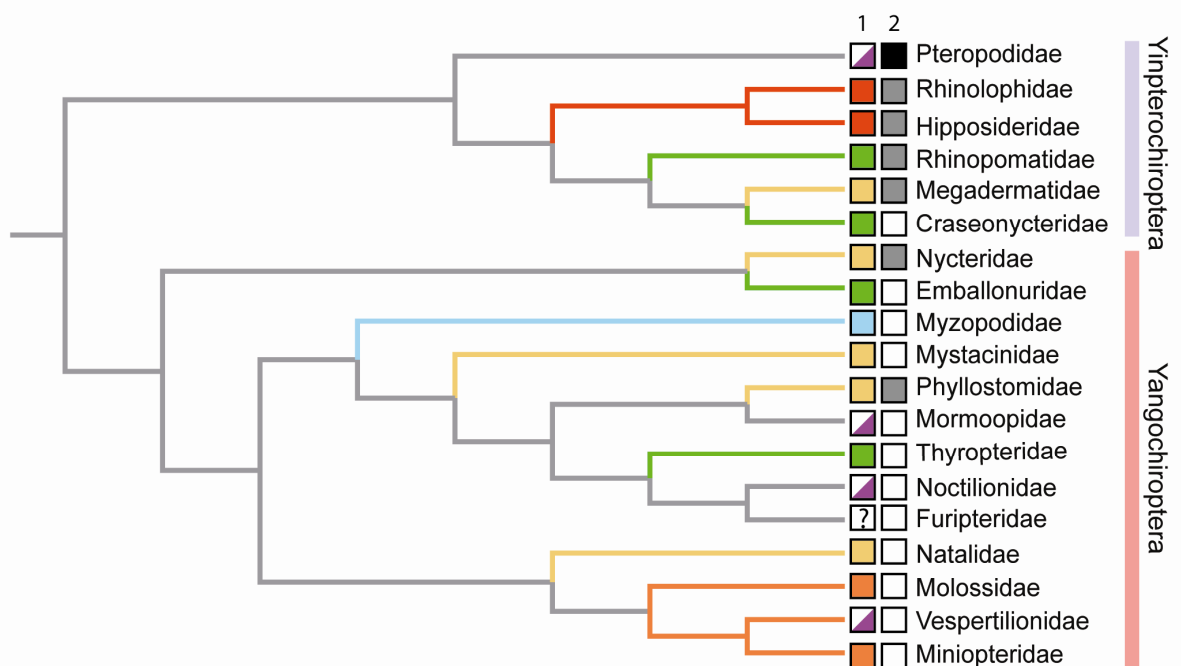 1 2
Pteropodidae
Rhinolophidae
Hipposideridae
Rhinopomatidae
Megadermatidae
Craseonycteridae
Nycteridae
Emballonuridae
Myzopodidae
Mystacinidae
Phyllostomidae
Mormoopidae
Thyropteridae
Noctilionidae
? Furipteridae
Natalidae
Molossidae
Vespertilionidae
Miniopteridae
Yinpterochiroptera
Yangochiroptera